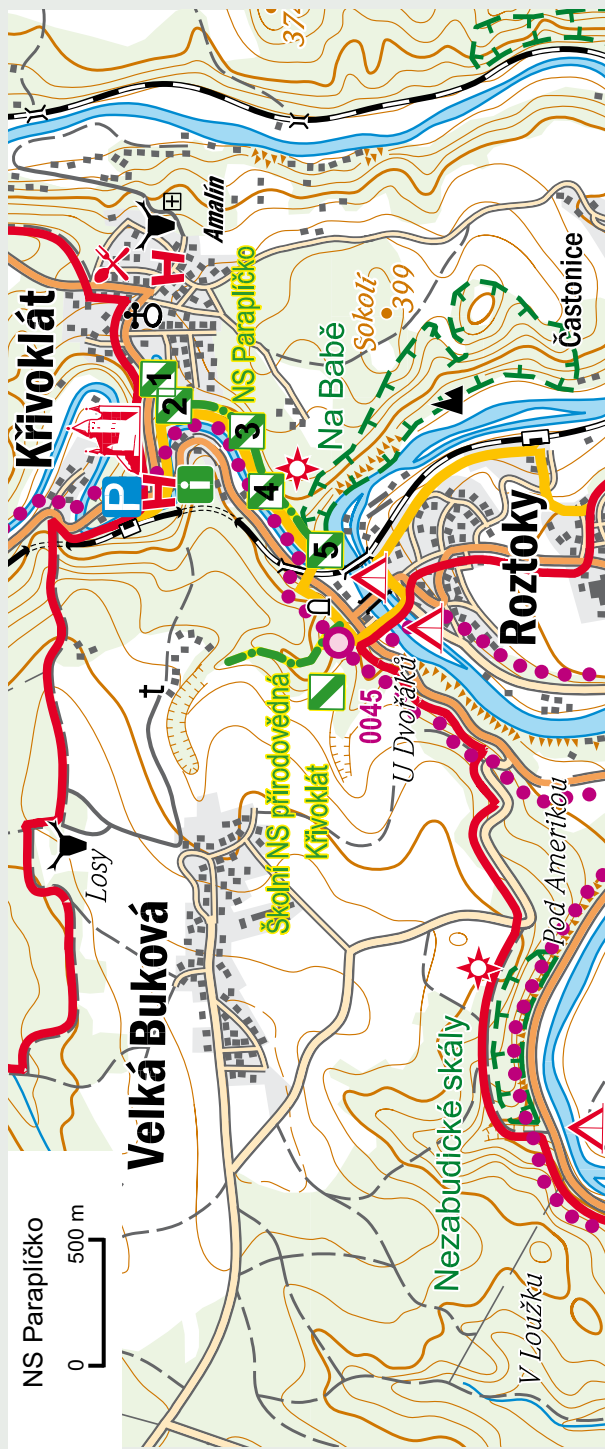 NS Paraplíčko
0
500 m
Velká Buková
Losy
Školní NS přírodovědná
Křivoklát
t
Křivoklát
P
H
i
H
Amalín
1
2
3
4
5
NS Paraplíčko
Na Babě
Sokolí
399
374
Častonice
Roztoky
0045
U Dvořáků
Pod Amerikou
Nezabudické skály
V Loužku